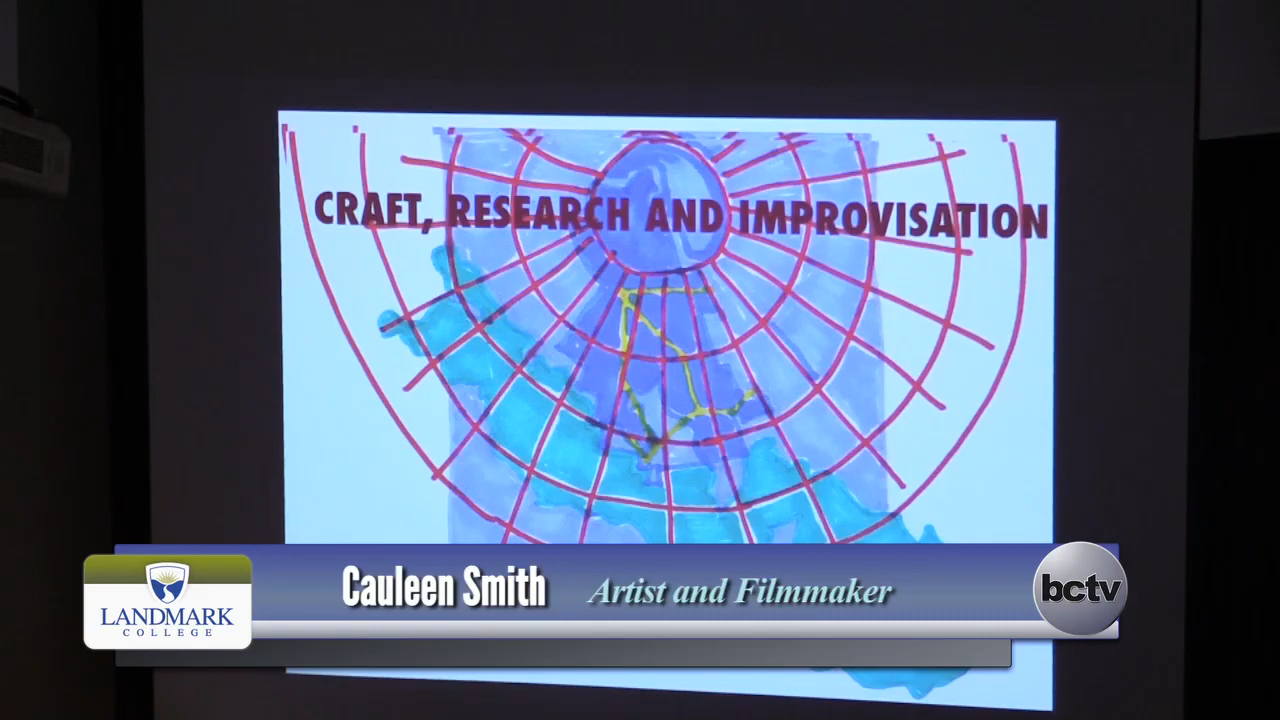 CRAFT, RESEARCH AND IMPROVISATION
Cauleen Smith
Artist and Filmmaker
LANDMARK
COLLEGE
bctv